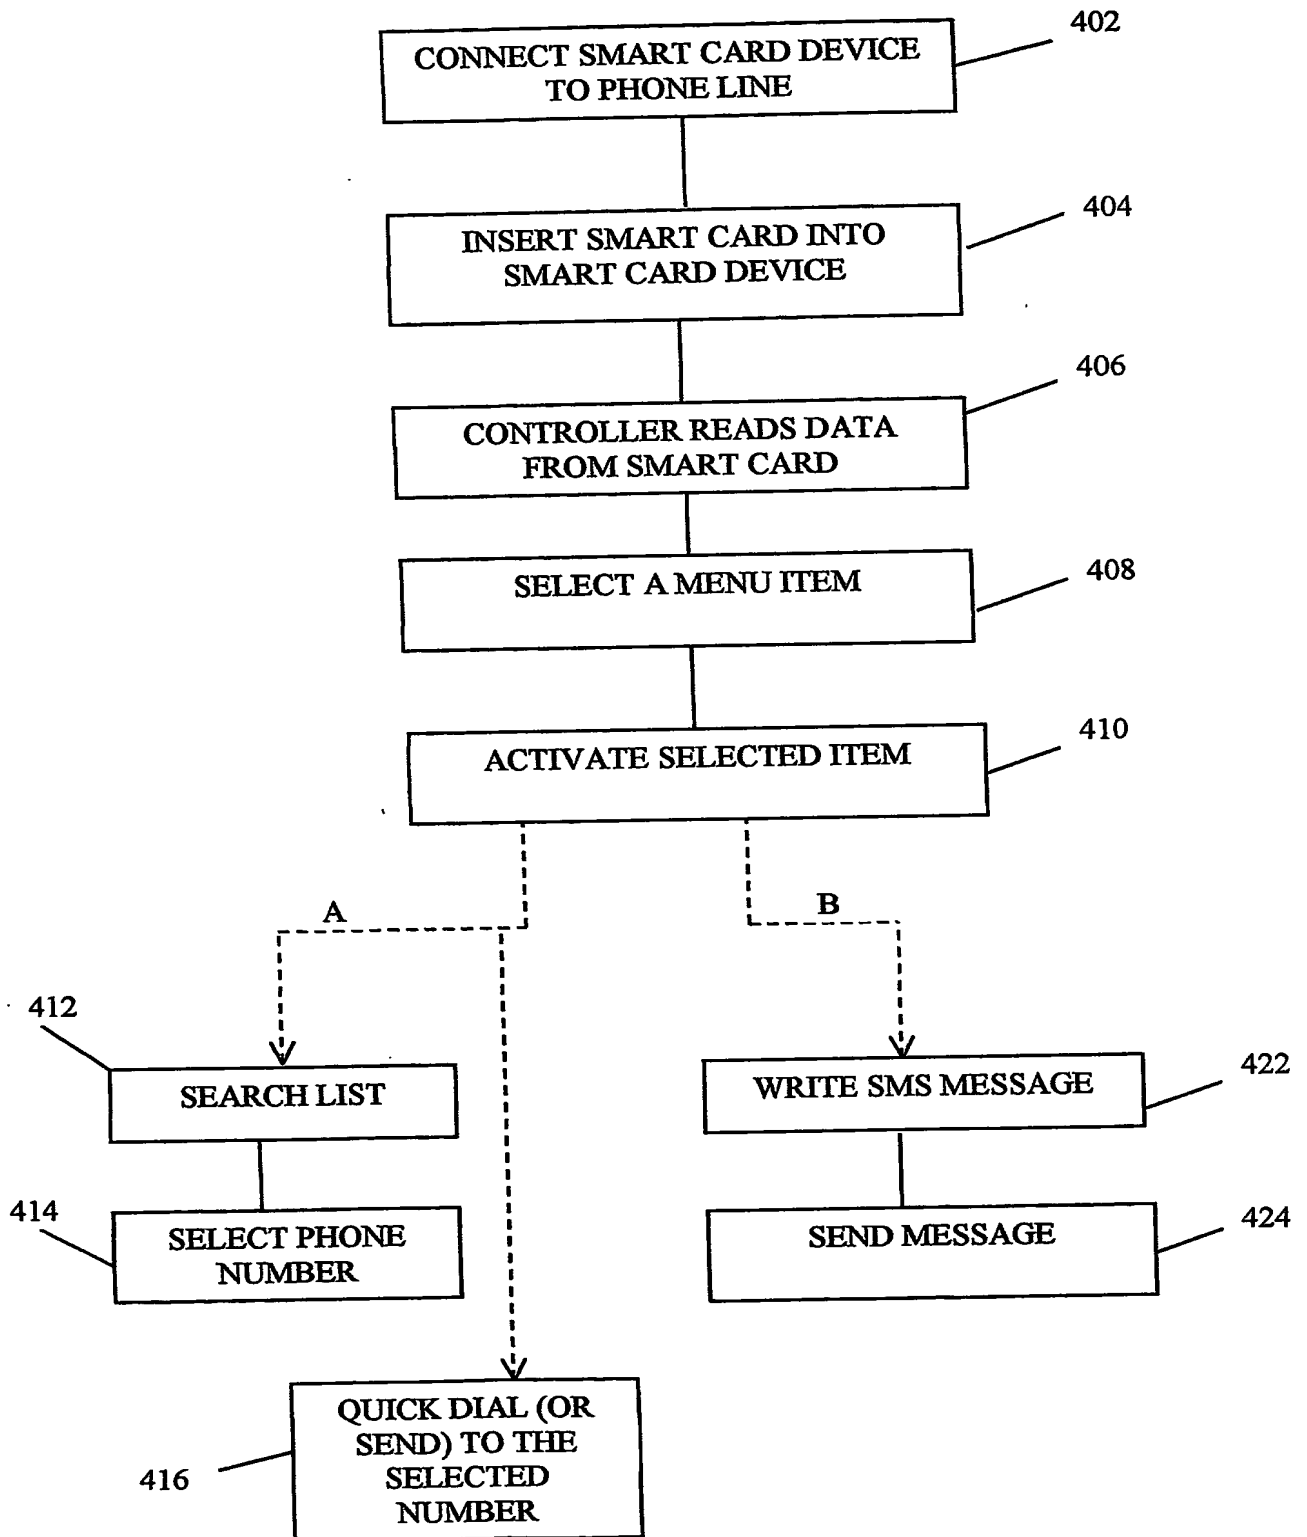 402
CONNECT SMART CARD DEVICE
TO PHONE LINE
404
INSERT SMART CARD INTO
SMART CARD DEVICE
406
CONTROLLER READS DATA
FROM SMART CARD
408
SELECT A MENU ITEM
410
ACTIVATE SELECTED ITEM
A
B
412
SEARCH LIST
WRITE SMS MESSAGE
422
414
SELECT PHONE
NUMBER
SEND MESSAGE
424
416
QUICK DIAL (OR
SEND) TO THE
SELECTED
NUMBER